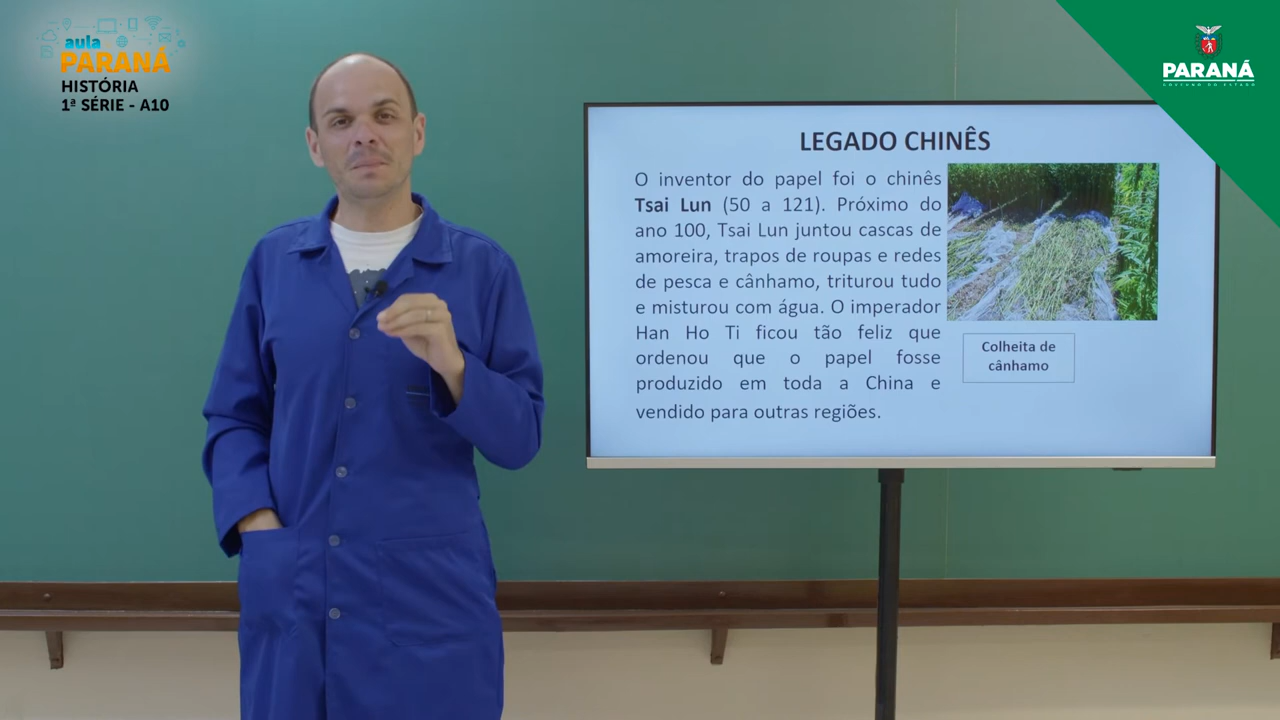 aula
PARANÁ
HISTÓRIA
1ª SÉRIE - A10
PARANÁ
GOVERNO DO ESTADO
LEGADO CHINÊS
O inventor do papel foi o chinês
Tsai Lun (50 a 121). Próximo do
ano 100, Tsai Lun juntou cascas de
amoreira, trapos de roupas e redes
de pesca e cânhamo, triturou tudo
e misturou com água. O imperador
Han Ho Ti ficou tão feliz que
ordenou que o papel fosse
produzido em toda a China e
vendido para outras regiões.
Colheita de
cânhamo